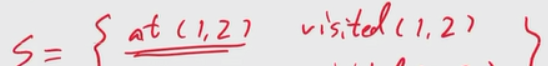 S = { at (1,2) visited (1,2) }